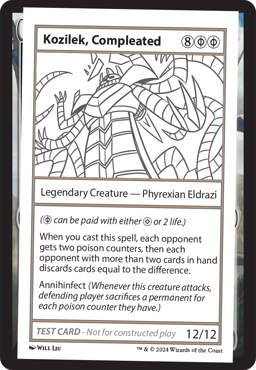 Kozilek, Compleated 8
Legendary Creature — Phyrexian Eldrazi
( can be paid with either or 2 life.)
When you cast this spell, each opponent
gets two poison counters, then each
opponent with more than two cards in hand
discards cards equal to the difference.
Annihinfect (Whenever this creature attacks,
defending player sacrifices a permanent for
each poison counter they have.)
TEST CARD - Not for constructed play 12/12
Will Liu ™ & © 2024 Wizards of the Coast